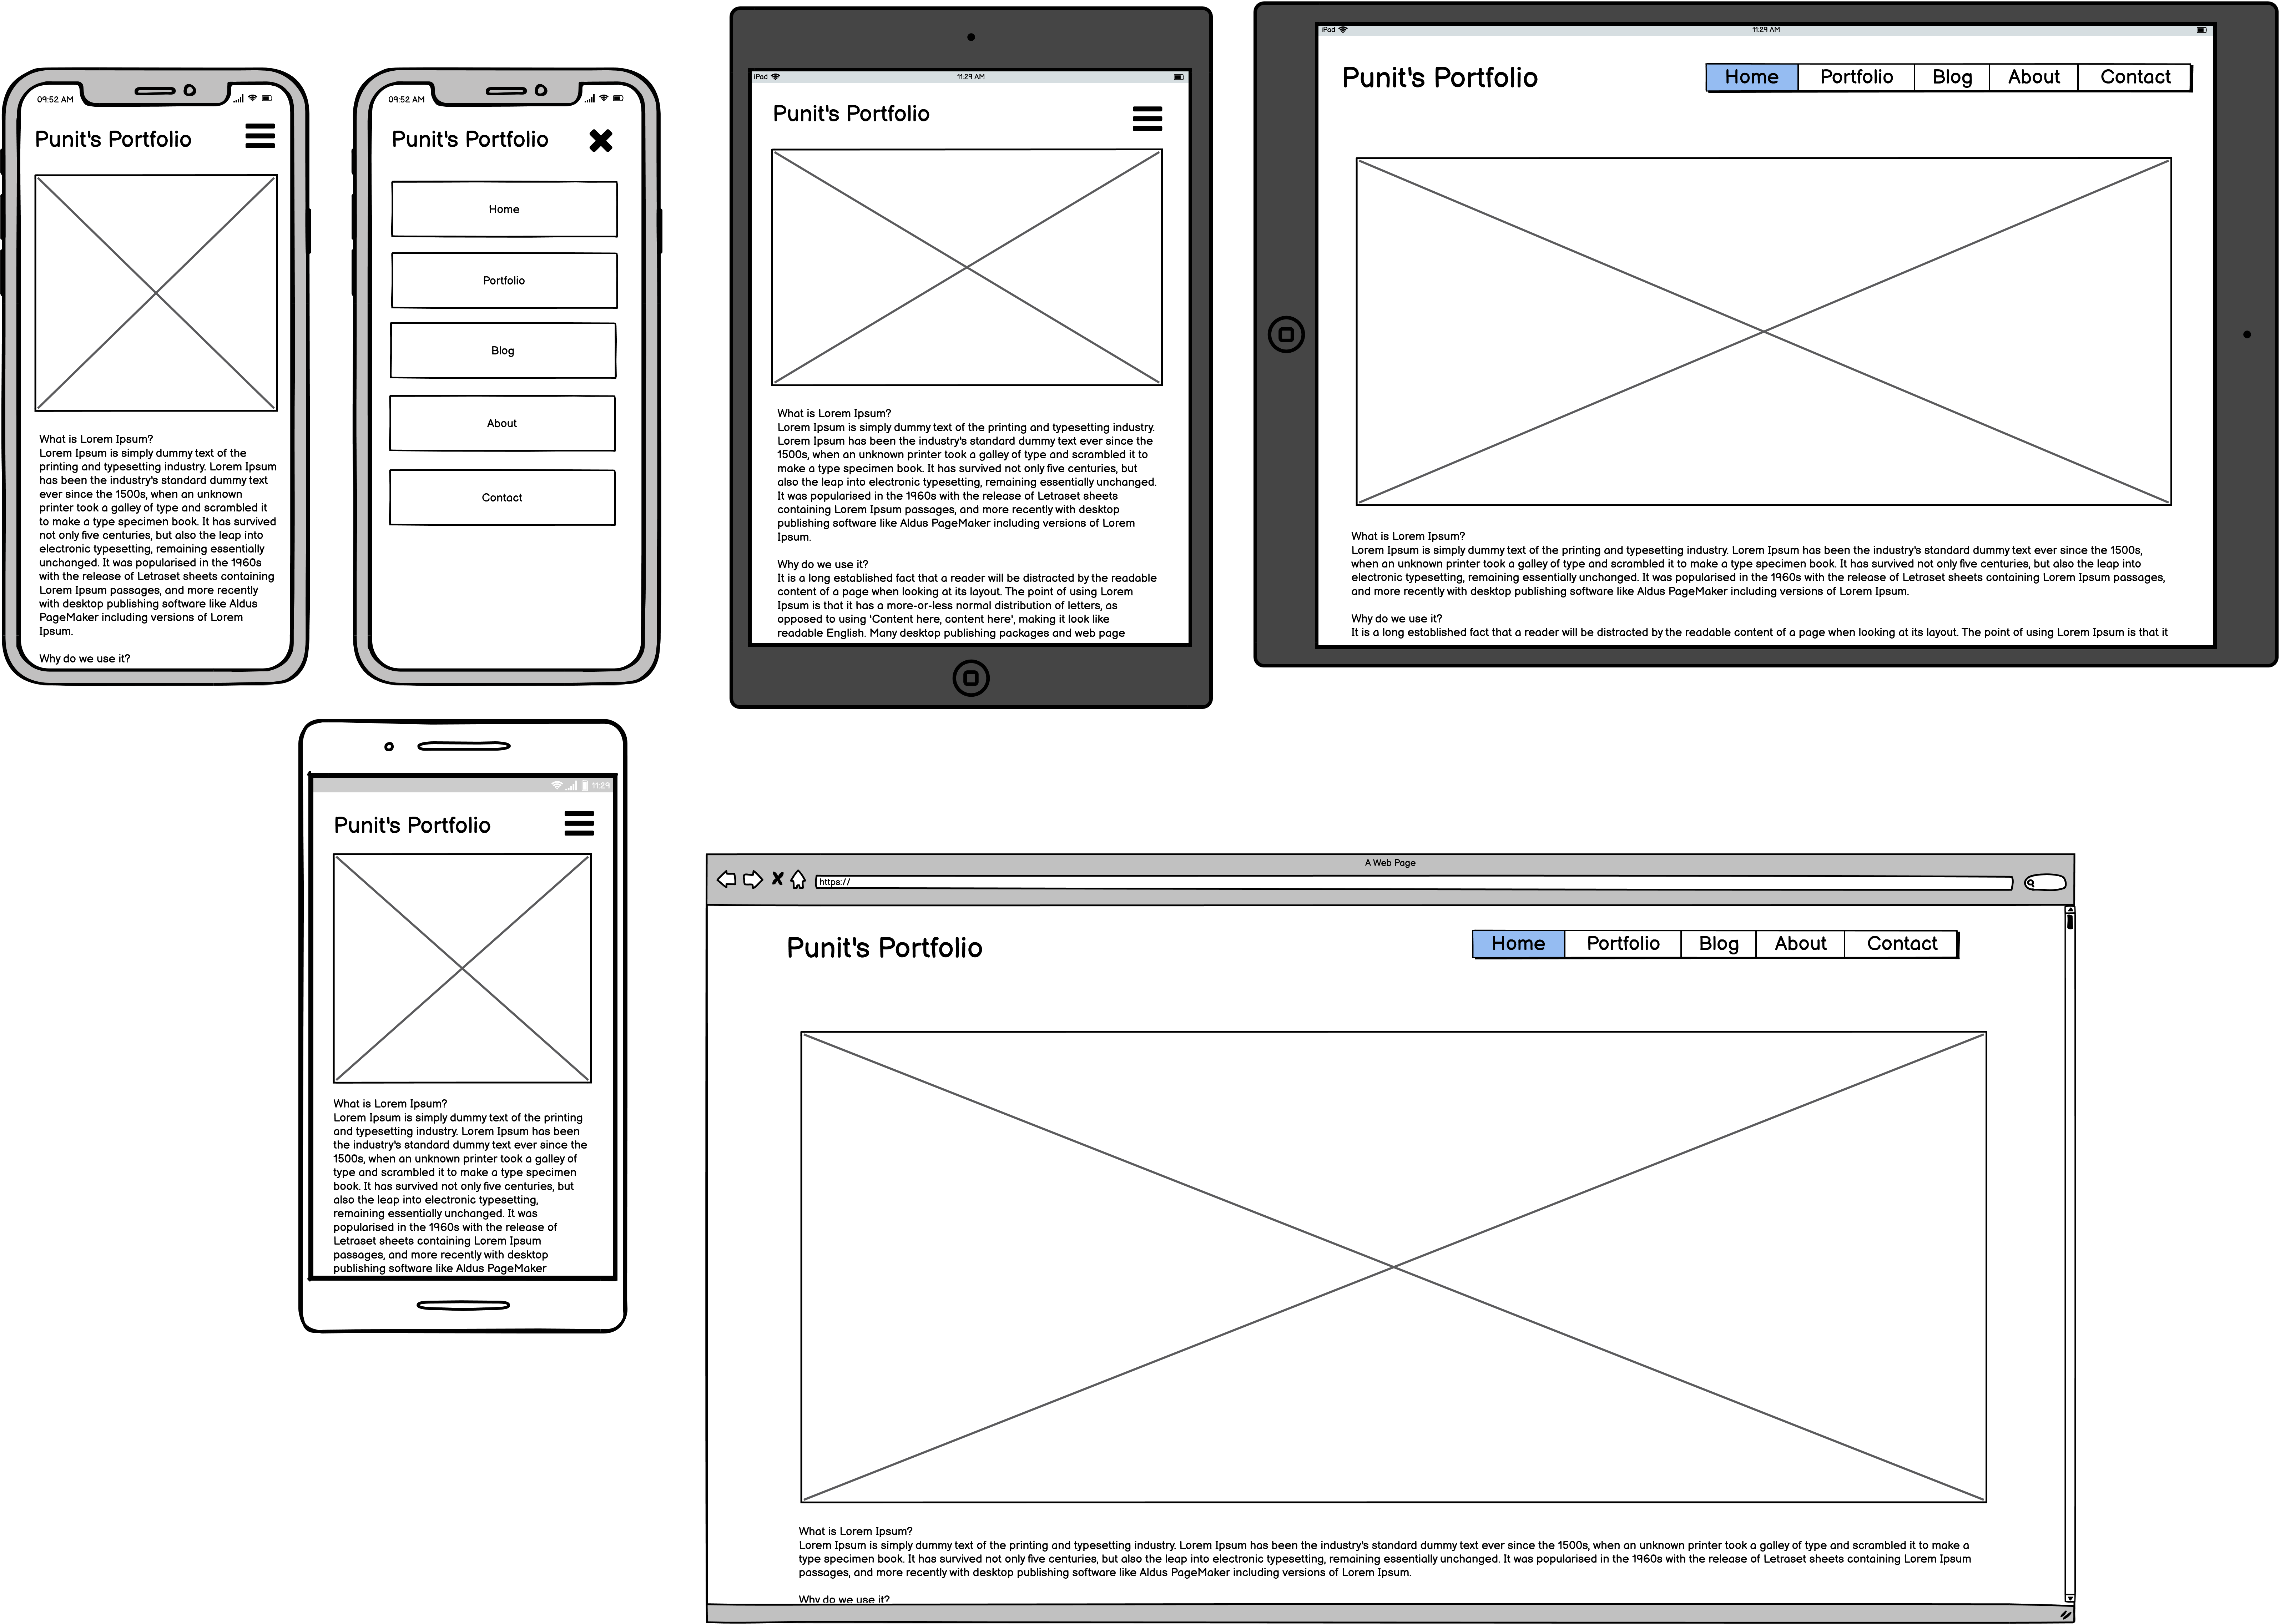 09:52 AM
Punit's Portfolio
What is Lorem Ipsum?
Lorem Ipsum is simply dummy text of the
printing and typesetting industry. Lorem Ipsum
has been the industry's standard dummy text
ever since the 1500s, when an unknown
printer took a galley of type and scrambled it
to make a type specimen book. It has survived
not only five centuries, but also the leap into
electronic typesetting, remaining essentially
unchanged. It was popularised in the 1960s
with the release of Letraset sheets containing
Lorem Ipsum passages, and more recently
with desktop publishing software like Aldus
PageMaker including versions of Lorem
Ipsum.
Why do we use it?
09:52 AM
Punit's Portfolio
Home
Portfolio
Blog
About
Contact
iPad
11:29 AM
Punit's Portfolio
What is Lorem Ipsum?
Lorem Ipsum is simply dummy text of the printing and typesetting industry.
Lorem Ipsum has been the industry's standard dummy text ever since the
1500s, when an unknown printer took a galley of type and scrambled it to
make a type specimen book. It has survived not only five centuries, but
also the leap into electronic typesetting, remaining essentially unchanged.
It was popularised in the 1960s with the release of Letraset sheets
containing Lorem Ipsum passages, and more recently with desktop
publishing software like Aldus PageMaker including versions of Lorem
Ipsum.
Why do we use it?
It is a long established fact that a reader will be distracted by the readable
content of a page when looking at its layout. The point of using Lorem
Ipsum is that it has a more-or-less normal distribution of letters, as
opposed to using 'Content here, content here', making it look like
readable English. Many desktop publishing packages and web page
iPad
11:29 AM
Punit's Portfolio
Home Portfolio Blog About Contact
What is Lorem Ipsum?
Lorem Ipsum is simply dummy text of the printing and typesetting industry. Lorem Ipsum has been the industry's standard dummy text ever since the 1500s,
when an unknown printer took a galley of type and scrambled it to make a type specimen book. It has survived not only five centuries, but also the leap into
electronic typesetting, remaining essentially unchanged. It was popularised in the 1960s with the release of Letraset sheets containing Lorem Ipsum passages,
and more recently with desktop publishing software like Aldus PageMaker including versions of Lorem Ipsum.
Why do we use it?
It is a long established fact that a reader will be distracted by the readable content of a page when looking at its layout. The point of using Lorem Ipsum is that it
11:29
Punit's Portfolio
What is Lorem Ipsum?
Lorem Ipsum is simply dummy text of the printing
and typesetting industry. Lorem Ipsum has been
the industry's standard dummy text ever since the
1500s, when an unknown printer took a galley of
type and scrambled it to make a type specimen
book. It has survived not only five centuries, but
also the leap into electronic typesetting,
remaining essentially unchanged. It was
popularised in the 1960s with the release of
Letraset sheets containing Lorem Ipsum
passages, and more recently with desktop
publishing software like Aldus PageMaker
A Web Page
https://
Punit's Portfolio
Home Portfolio Blog About Contact
What is Lorem Ipsum?
Lorem Ipsum is simply dummy text of the printing and typesetting industry. Lorem Ipsum has been the industry's standard dummy text ever since the 1500s, when an unknown printer took a galley of type and scrambled it to make a
type specimen book. It has survived not only five centuries, but also the leap into electronic typesetting, remaining essentially unchanged. It was popularised in the 1960s with the release of Letraset sheets containing Lorem Ipsum
passages, and more recently with desktop publishing software like Aldus PageMaker including versions of Lorem Ipsum.
Why do we use it?